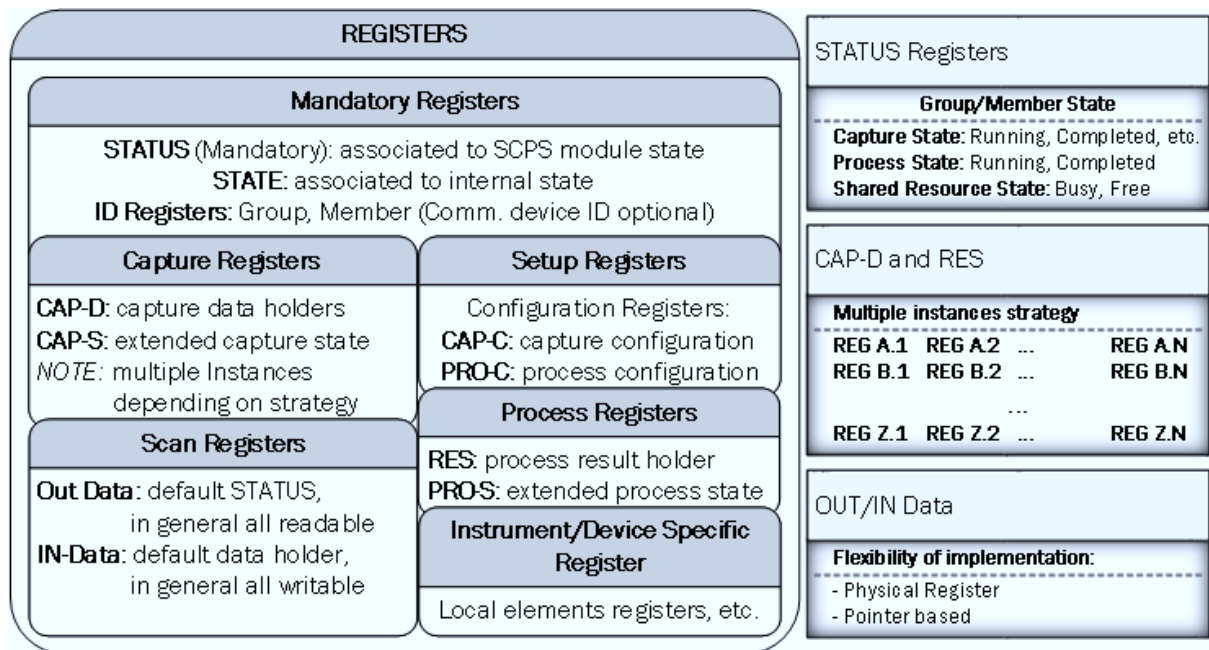 REGISTERS
Mandatory Registers
STATUS (Mandatory): associated to SCPS module state
STATE: associated to internal state
ID Registers: Group, Member (Comm. device ID optional)
Capture Registers
CAP-D: capture data holders
CAP-S: extended capture state
NOTE: multiple Instances
depending on strategy
Scan Registers
Out Data: default STATUS,
in general all readable
IN-Data: default data holder,
in general all writable
Setup Registers
Configuration Registers:
CAP-C: capture configuration
PRO-C: process configuration
Process Registers
RES: process result holder
PRO-S: extended process state
Instrument/Device Specific
Register
Local elements registers, etc.
STATUS Registers
Group/Member State
Capture State: Running, Completed, etc.
Process State: Running, Completed
Shared Resource State: Busy, Free
CAP-D and RES
Multiple instances strategy
REG A.1 REG A.2 ... REG A.N
REG B.1 REG B.2 ... REG B.N
...
REG Z.1 REG Z.2 ... REG Z.N
OUT/IN Data
Flexibility of implementation:
- Physical Register
- Pointer based